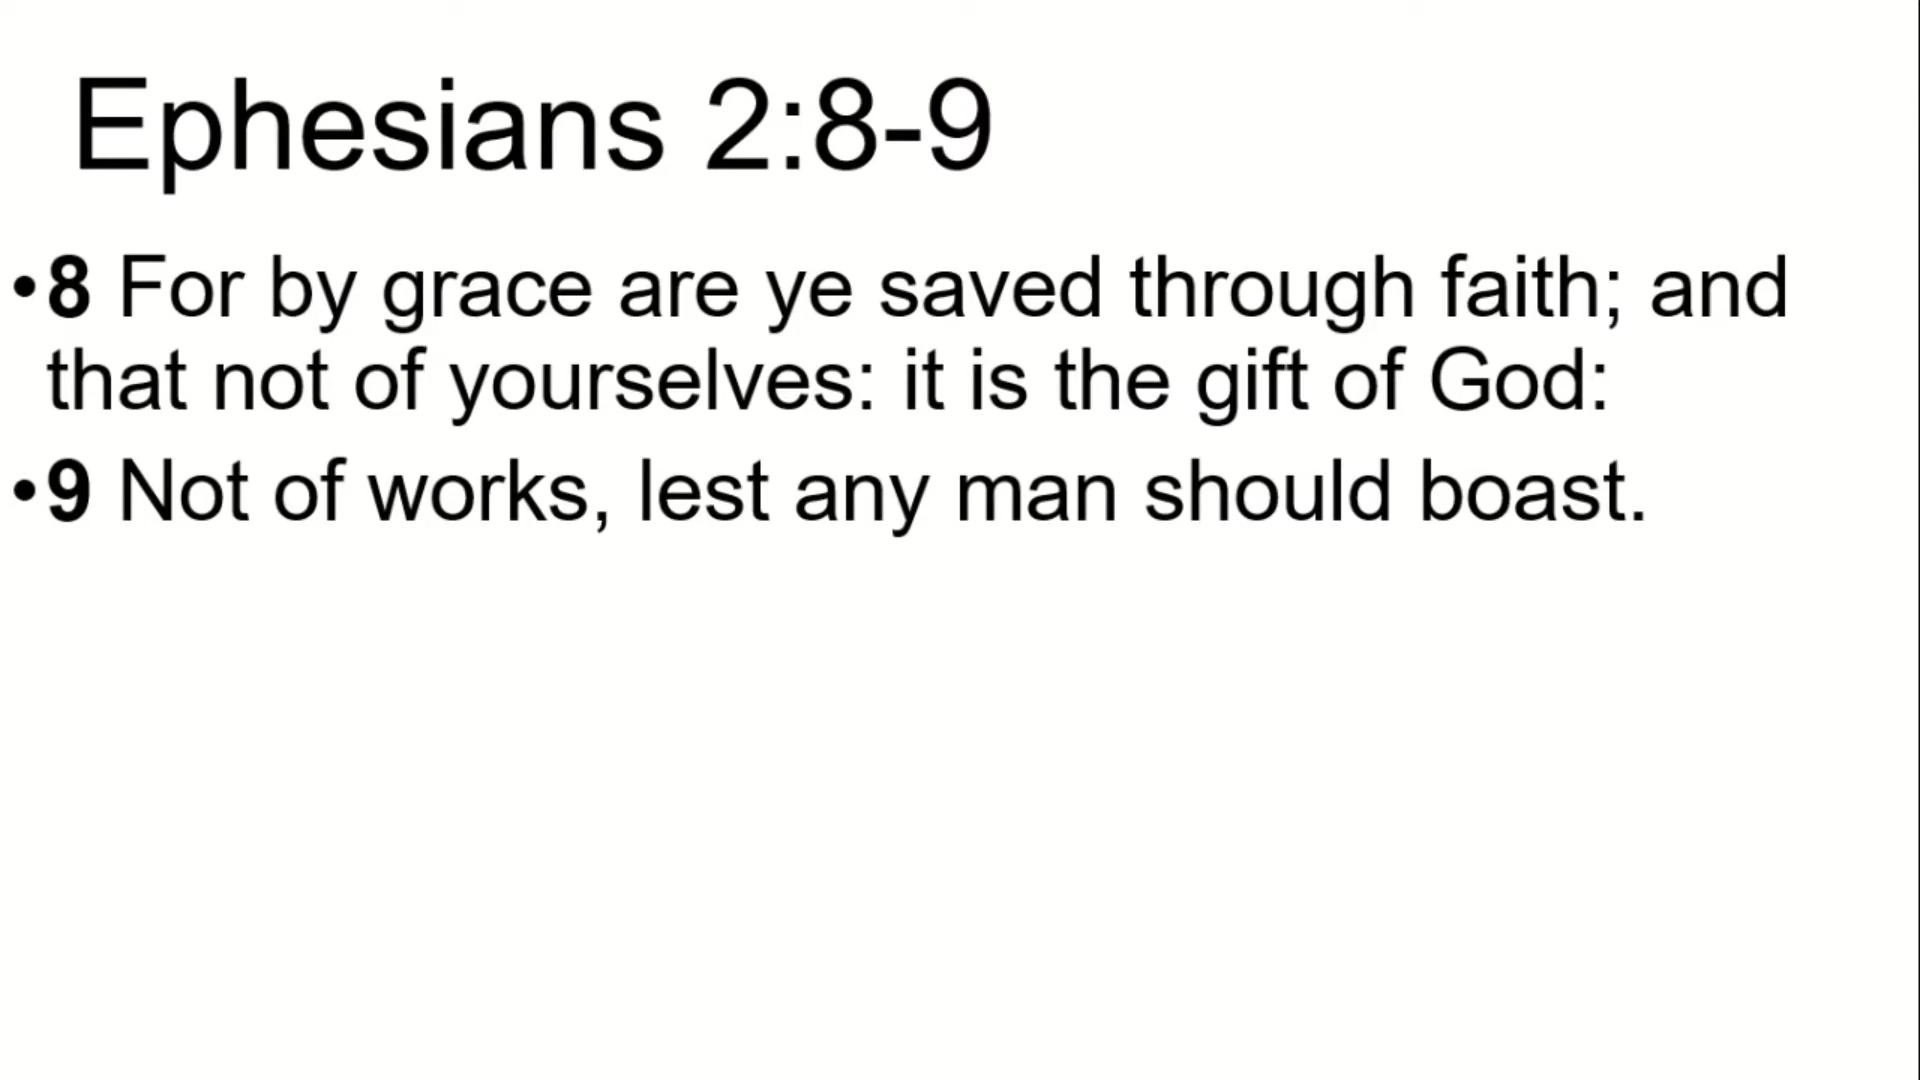 Ephesians 2:8-9
•8 For by grace are ye saved through faith; and
that not of yourselves: it is the gift of God:
•9 Not of works, lest any man should boast.